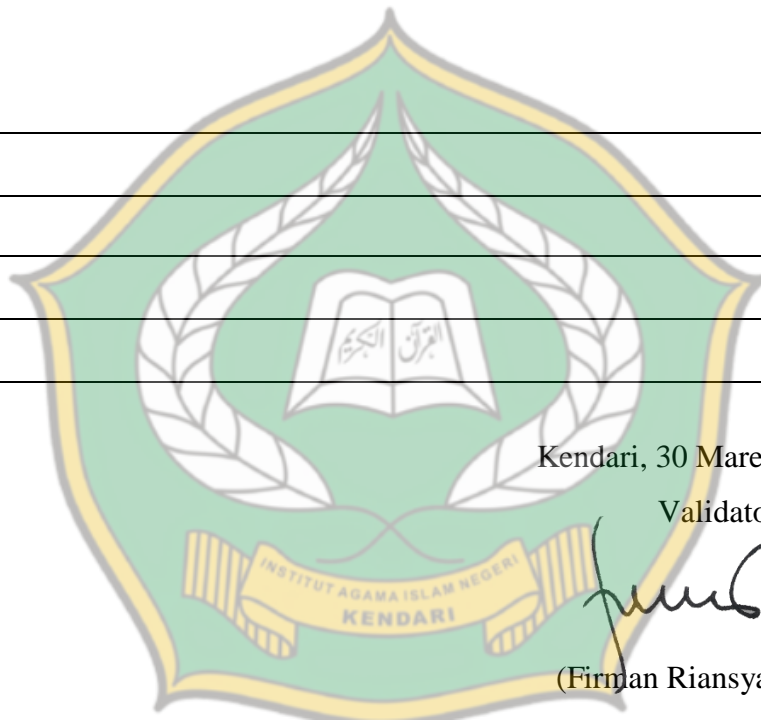 القرآن الكريم
Kendari, 30 Mare
Validato
INSTITUT AGAMA ISLAM NEGERI
KENDARI
(Firman Riansya